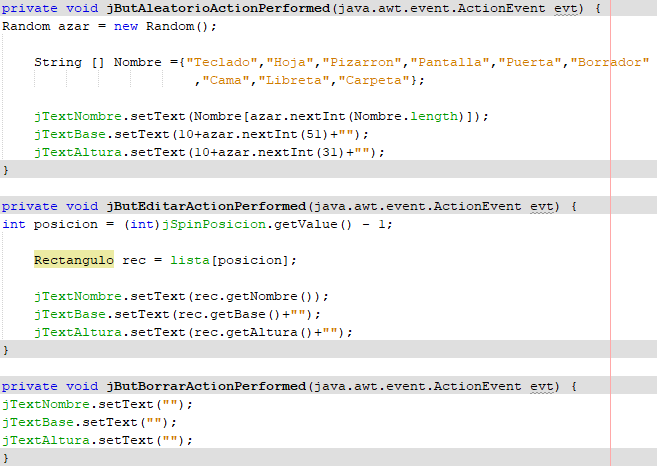 private void jButAleatorioActionPerformed(java.awt.event.ActionEvent evt) {
Random azar = new Random();
String [] Nombre ={"Teclado","Hoja","Pizarron","Pantalla","Puerta","Borrador"
,"Cama","Libreta","Carpeta"};
jTextNombre.setText(Nombre[azar.nextInt(Nombre.length)]);
jTextBase.setText(10+azar.nextInt(51)+"");
jTextAltura.setText(10+azar.nextInt(31)+"");
}
private void jButEditarActionPerformed(java.awt.event.ActionEvent evt) {
int posicion = (int)jSpinPosicion.getValue() - 1;
Rectangulo rec = lista[posicion];
jTextNombre.setText(rec.getNombre());
jTextBase.setText(rec.getBase()+"");
jTextAltura.setText(rec.getAltura()+"");
}
private void jButBorrarActionPerformed(java.awt.event.ActionEvent evt) {
jTextNombre.setText("");
jTextBase.setText("");
jTextAltura.setText("");
}